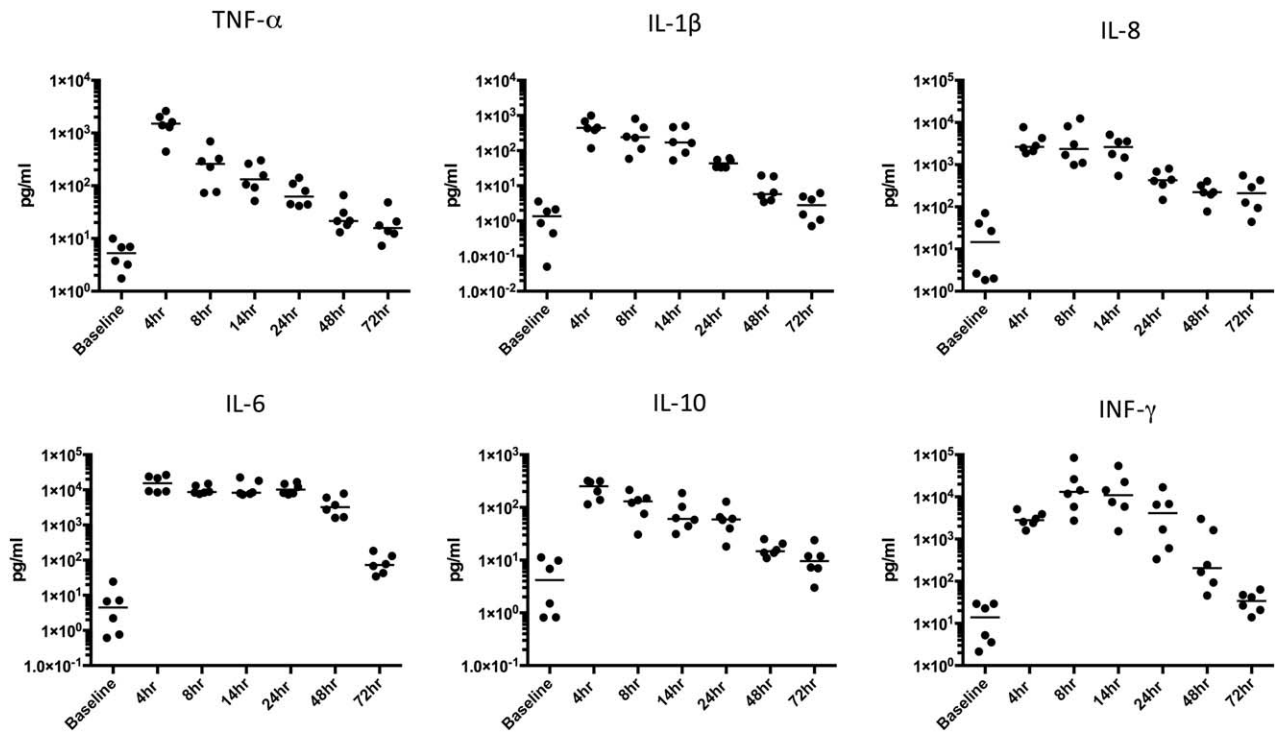 TNF-α
IL-1β
IL-8
1×10⁴
1×10³
1×10²
1×10¹
1×10⁰
pg/ml
Baseline
4hr
8hr
14hr
24hr
48hr
72hr
1×10⁴
1×10³
1×10²
1×10¹
1×10⁰
1.0×10⁻¹
1.0×10⁻²
pg/ml
Baseline
4hr
8hr
14hr
24hr
48hr
72hr
1×10⁵
1×10⁴
1×10³
1×10²
1×10¹
1×10⁰
pg/ml
Baseline
4hr
8hr
14hr
24hr
48hr
72hr
IL-6
IL-10
INF-γ
1×10⁵
1×10⁴
1×10³
1×10²
1×10¹
1×10⁰
1.0×10⁻¹
pg/ml
Baseline
4hr
8hr
14hr
24hr
48hr
72hr
1×10³
1×10²
1×10¹
1×10⁰
1.0×10⁻¹
pg/ml
Baseline
4hr
8hr
14hr
24hr
48hr
72hr
1×10⁵
1×10⁴
1×10³
1×10²
1×10¹
1×10⁰
pg/ml
Baseline
4hr
8hr
14hr
24hr
48hr
72hr